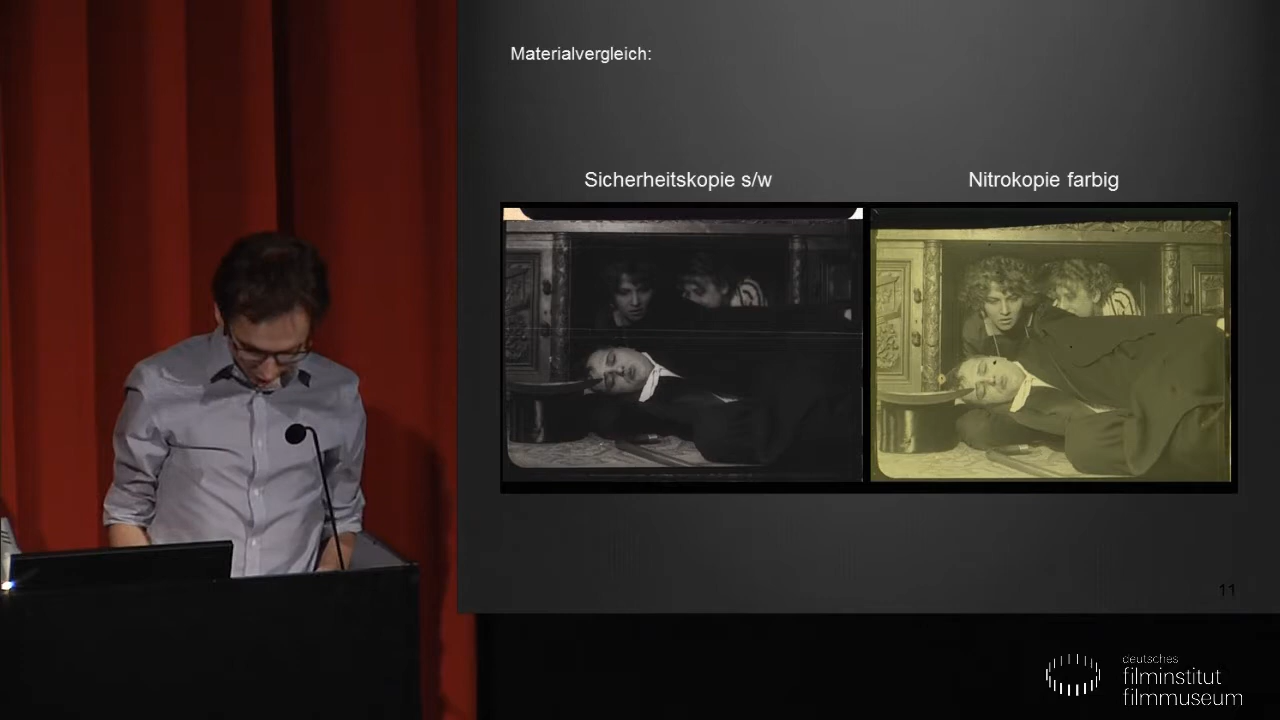 Materialvergleich:
Sicherheitskopie s/w
Nitrokopie farbig
11
deutsches
filminstitut
filmmuseum